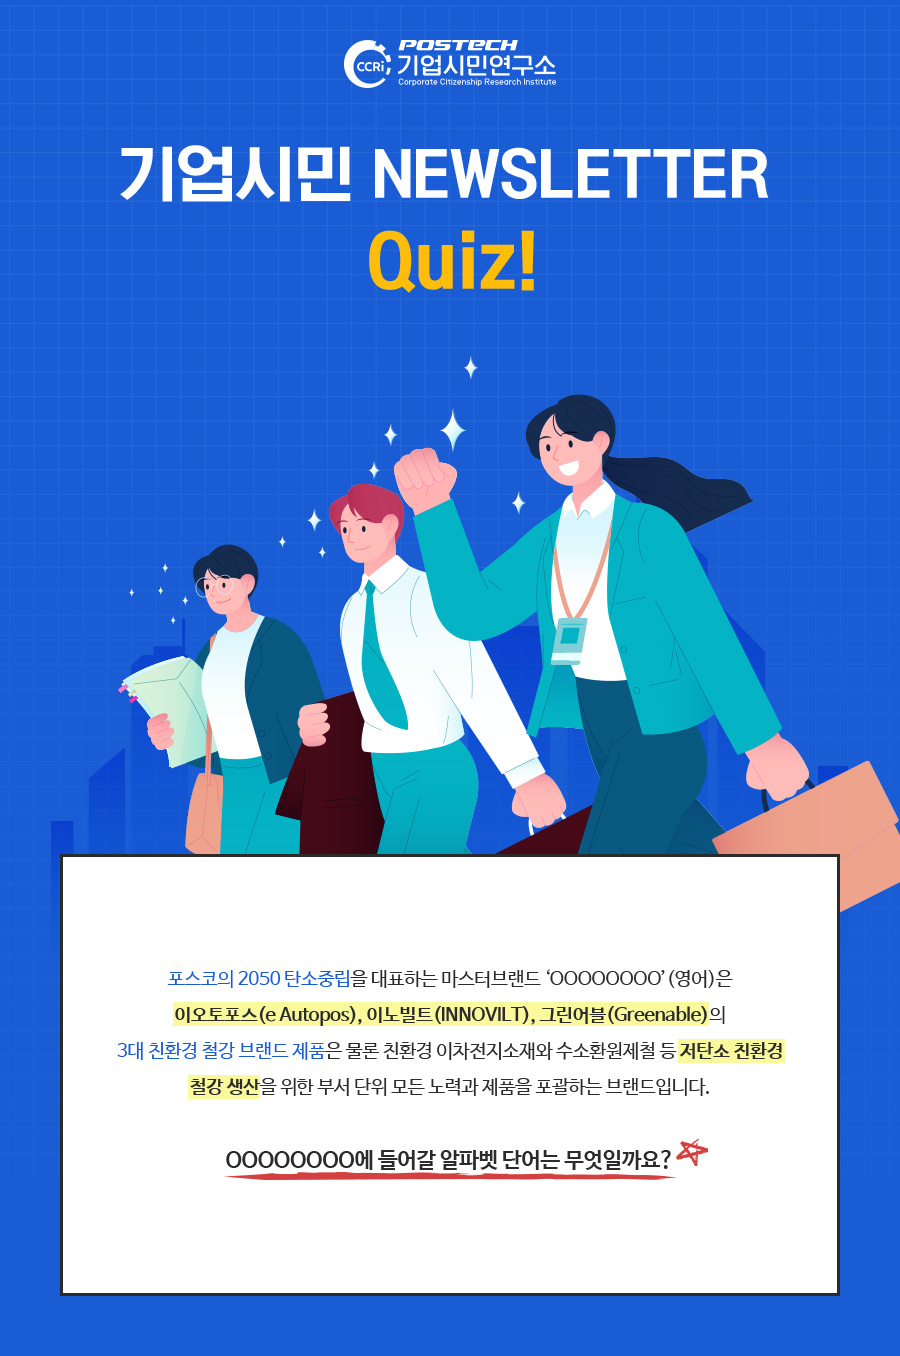 CCRi
POSTECH
기업시민연구소
Corporate Citizenship Research Institute
기업시민 NEWSLETTER
Quiz!
포스코의 2050 탄소중립을 대표하는 마스터브랜드 ‘OOOOOOOO’ (영어)은
이오토포스(e Autopos), 이노빌트(INNOVILT), 그린어블(Greenable)의
3대 친환경 철강 브랜드 제품은 물론 친환경 이차전지소재와 수소환원제철 등 저탄소 친환경
철강 생산을 위한 부서 단위 모든 노력과 제품을 포괄하는 브랜드입니다.
OOOOOOOO에 들어갈 알파벳 단어는 무엇일까요?